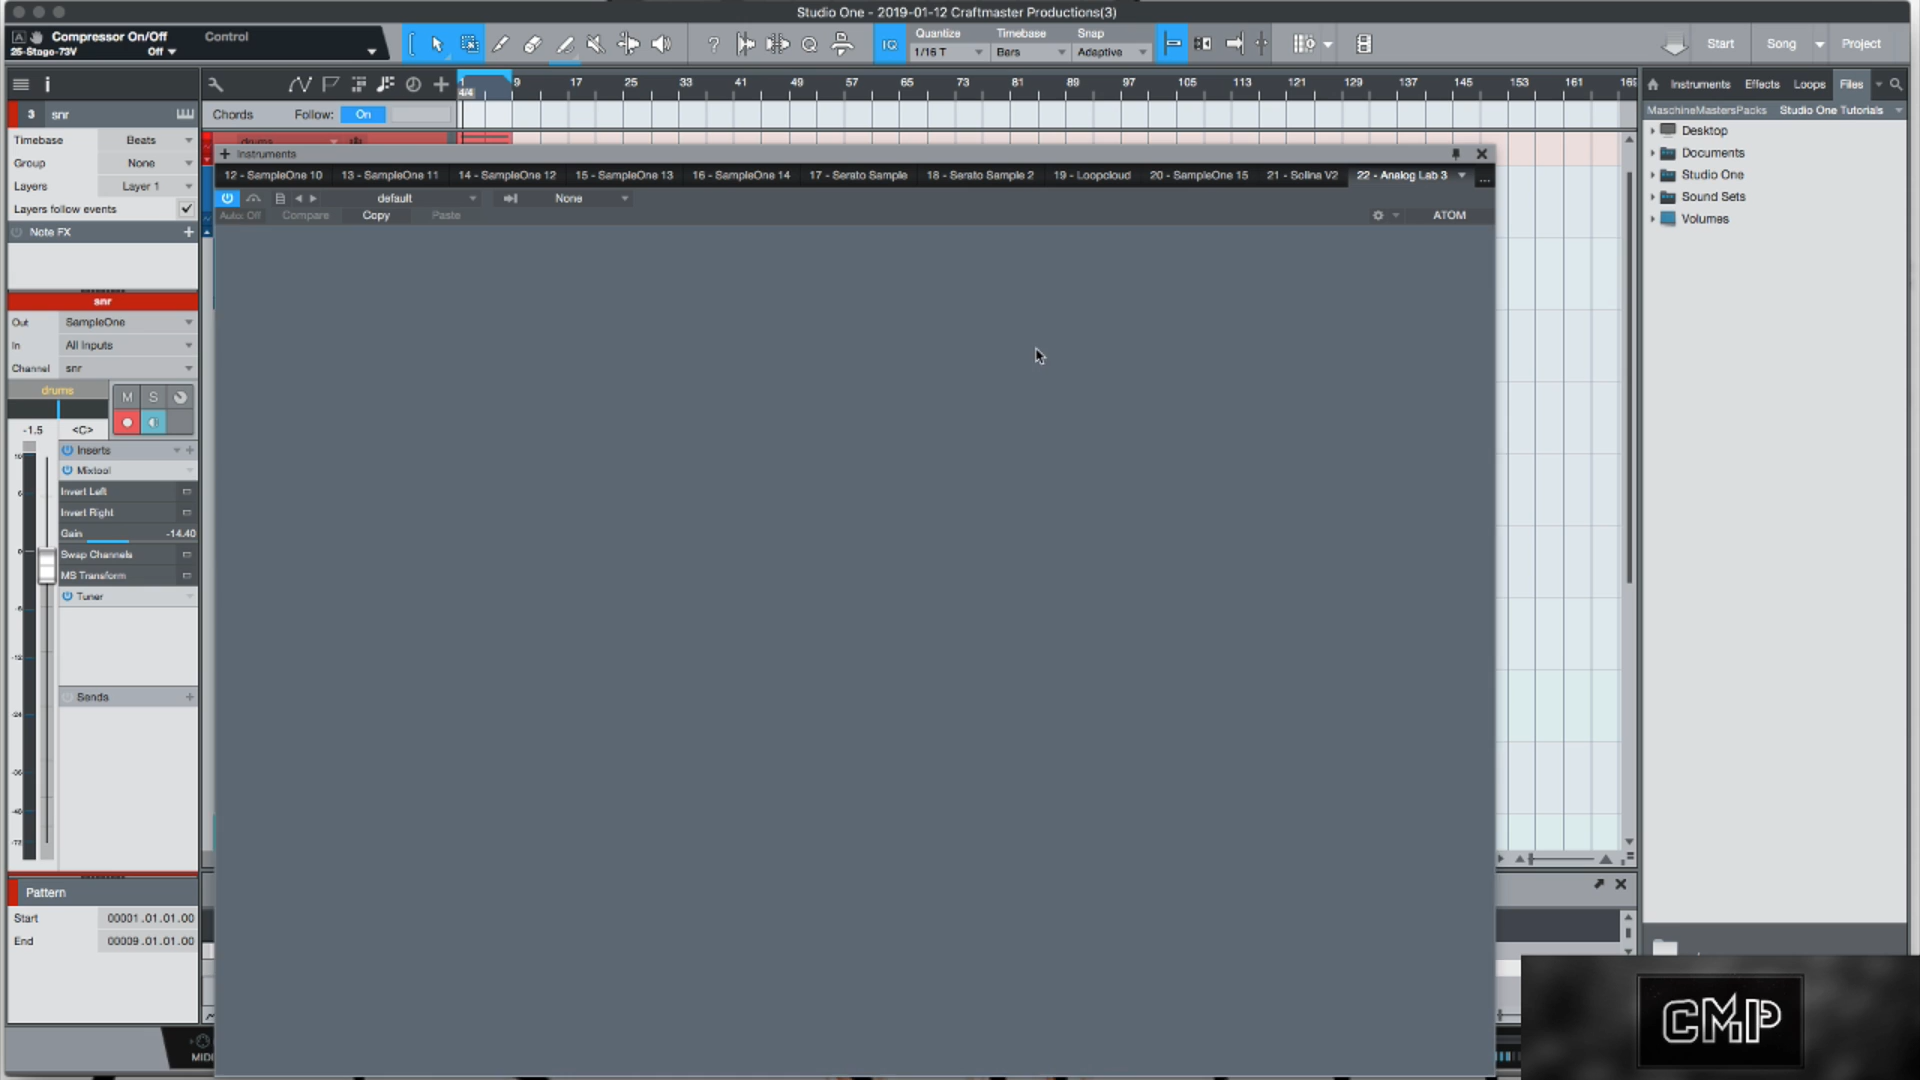 Studio One - 2019-01-12 Craftmaster Productions(3)
Compressor On/Off
Control
25-Stage-73V
Off
IQ
Quantize
1/16 T
Timebase
Bars
Snap
Adaptive
Start
Song
Project
1 9 17 25 33 41 49 57 65 73 81 89 97 105 113 121 129 137 145 153 161 169
4/4
Chords
Follow:
On
drums
3 snr
Timebase Beats
Group None
Layers Layer 1
Layers follow events
Note FX
snr
Out SampleOne
In All Inputs
Channel snr
drums
M S
-1.5 <C>
Inserts
Mixtool
Invert Left
Invert Right
Gain -14.40
Swap Channels
MS Transform
Tuner
Sends
Pattern
Start 00001.01.01.00
End 00009.01.01.00
MIDI
Instruments
12 - SampleOne 10 13 - SampleOne 11 14 - SampleOne 12 15 - SampleOne 13 16 - SampleOne 14 17 - Serato Sample 18 - Serato Sample 2 19 - Loopcloud 20 - SampleOne 15 21 - Solina V2 22 - Analog Lab 3 ...
default
None
Auto: Off
Compare
Copy
Paste
ATOM
Instruments Effects Loops Files
MaschineMastersPacks Studio One Tutorials
Desktop
Documents
Studio One
Sound Sets
Volumes
CMP